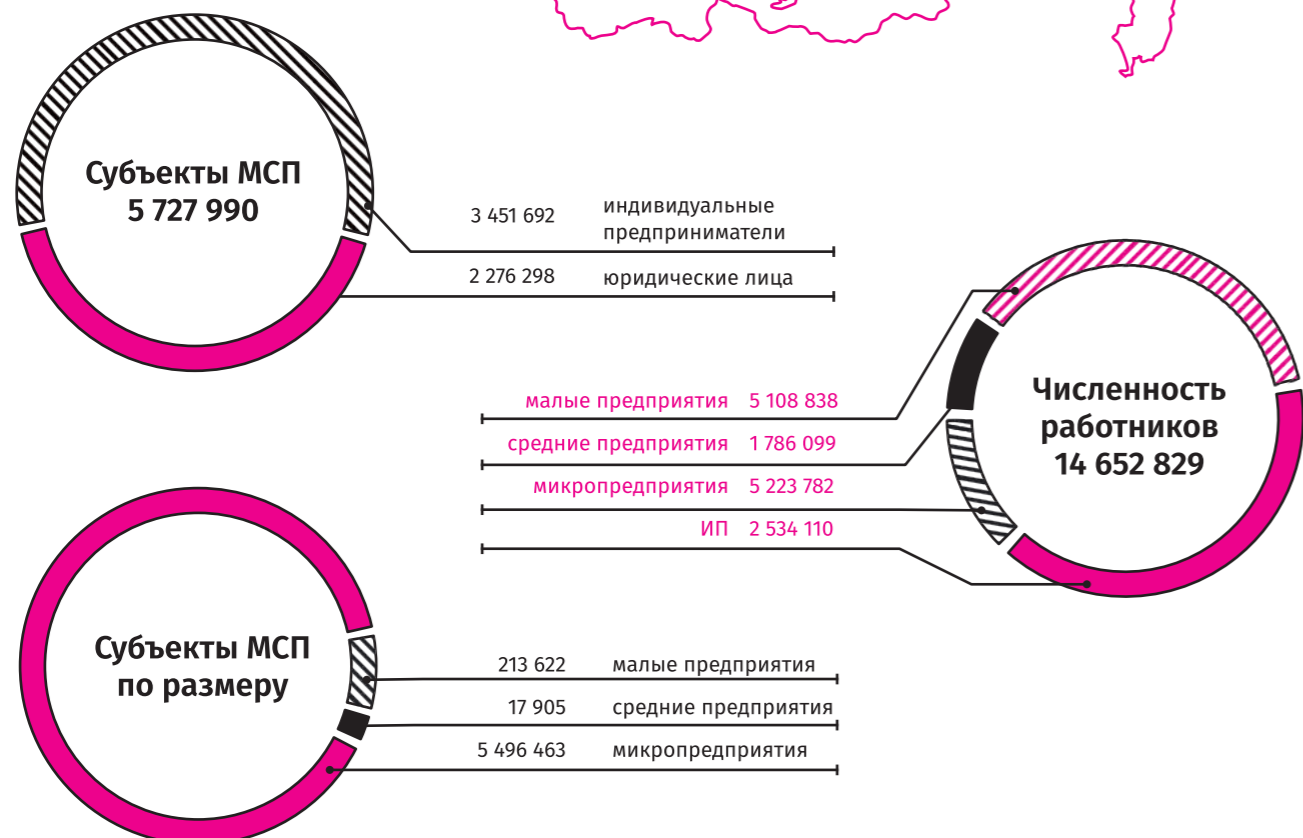 Субъекты МСП
5 727 990
3 451 692 индивидуальные
предприниматели
2 276 298 юридические лица
малые предприятия 5 108 838
средние предприятия 1 786 099
микропредприятия 5 223 782
ИП 2 534 110
Численность
работников
14 652 829
Субъекты МСП
по размеру
213 622 малые предприятия
17 905 средние предприятия
5 496 463 микропредприятия